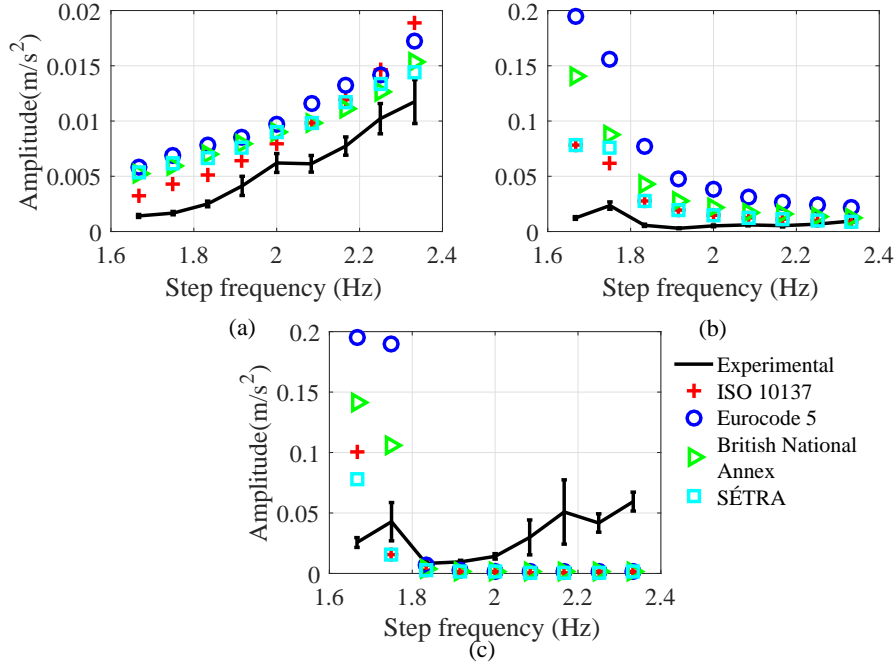 0.02
0.015
0.01
0.005
0
Amplitude(m/s2)
1.6 1.8 2 2.2 2.4
Step frequency (Hz)
(a)
0.2
0.15
0.1
0.05
0
1.6 1.8 2 2.2 2.4
Step frequency (Hz)
(b)
0.2
0.15
0.1
0.05
0
Amplitude(m/s2)
1.6 1.8 2 2.2 2.4
Step frequency (Hz)
(c)
Experimental
ISO 10137
Eurocode 5
British National
Annex
SÉTRA